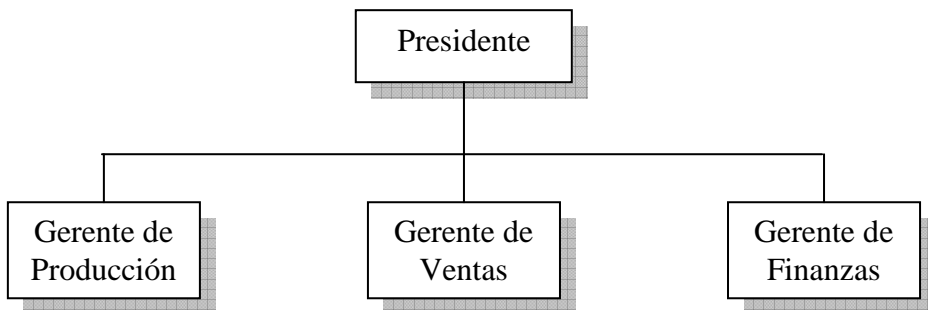 Presidente
Gerente de
Producción
Gerente de
Ventas
Gerente de
Finanzas